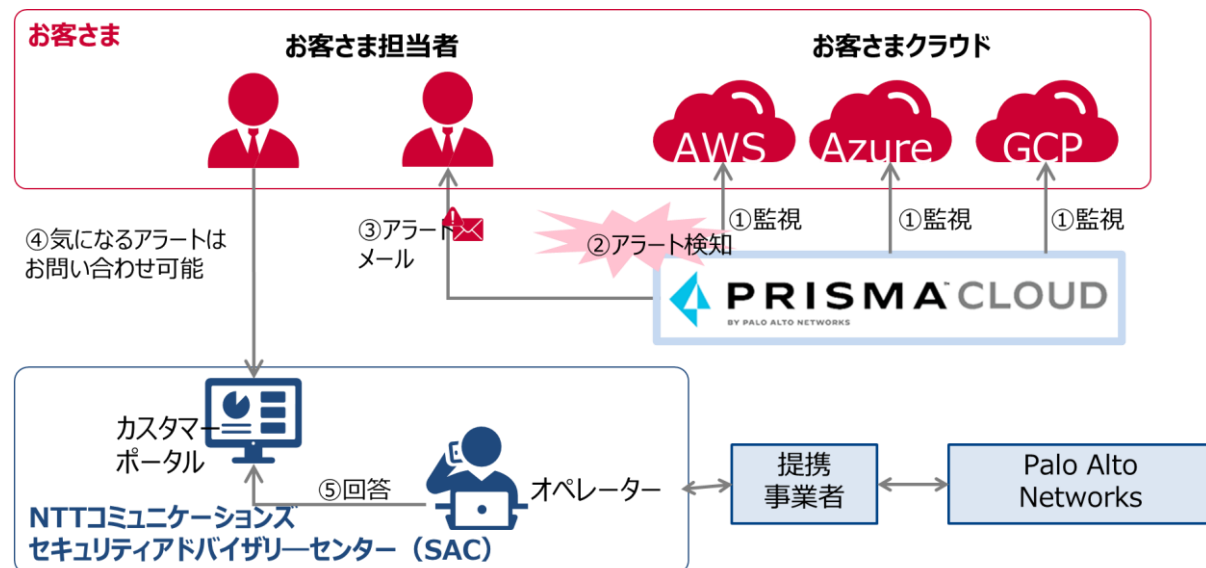 お客さま
お客さま担当者
お客さまクラウド
AWS
Azure
GCP
①監視
①監視
①監視
②アラート検知
③アラート
メール
④気になるアラートは
お問い合わせ可能
PRISMA™ CLOUD
BY PALO ALTO NETWORKS
カスタマー
ポータル
⑤回答
オペレーター
提携
事業者
Palo Alto
Networks
NTTコミュニケーションズ
セキュリティアドバイザリーセンター（SAC）